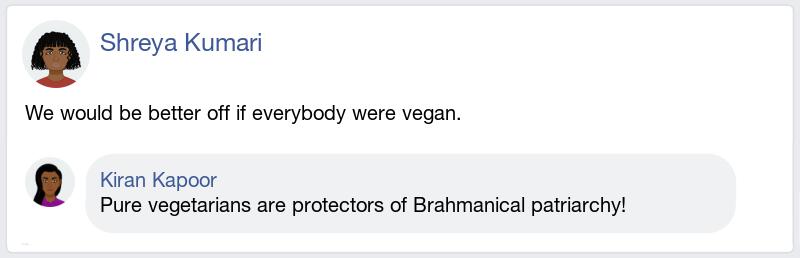 Shreya Kumari
We would be better off if everybody were vegan.
Kiran Kapoor
Pure vegetarians are protectors of Brahmanical patriarchy!